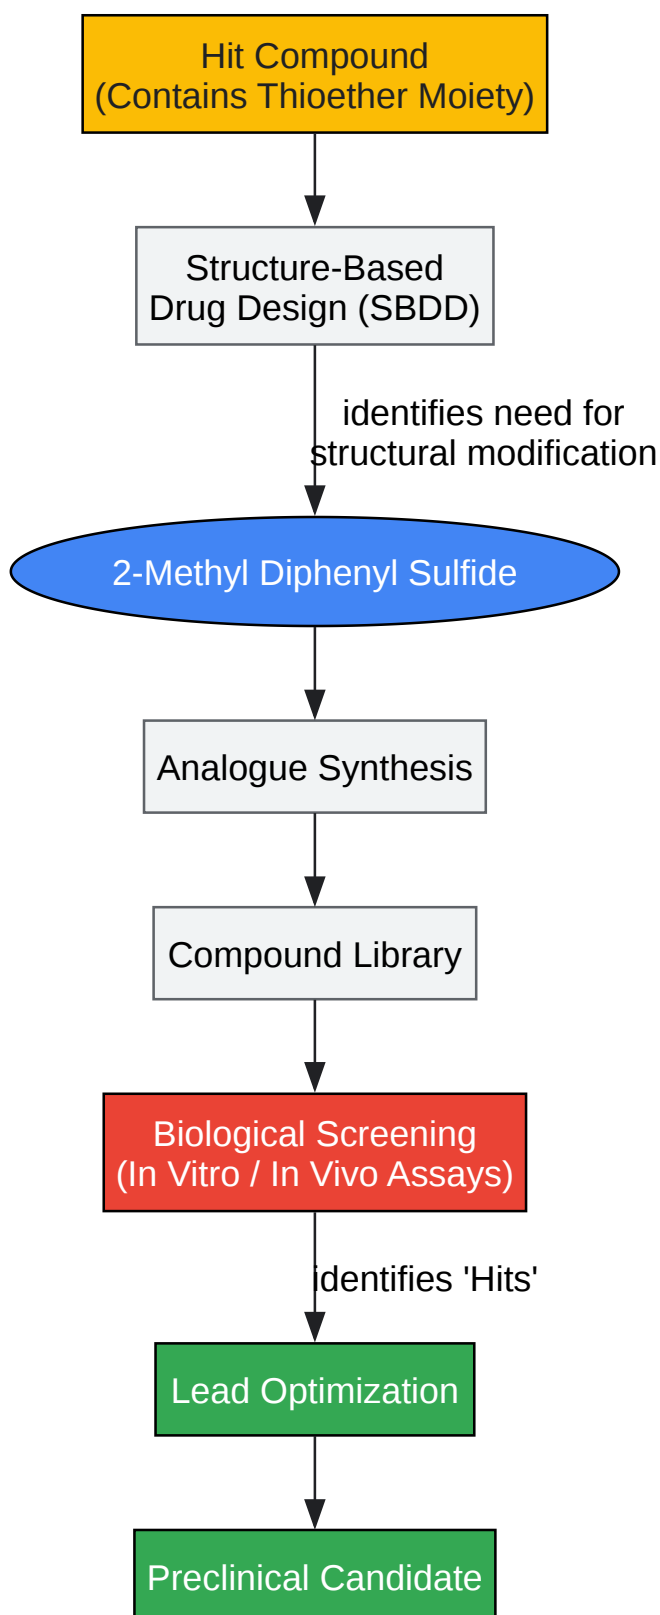 Hit Compound
(Contains Thioether Moiety)
Structure-Based
Drug Design (SBDD)
identifies need for
structural modification
2-Methyl Diphenyl Sulfide
Analogue Synthesis
Compound Library
Biological Screening
(In Vitro / In Vivo Assays)
identifies 'Hits'
Lead Optimization
Preclinical Candidate